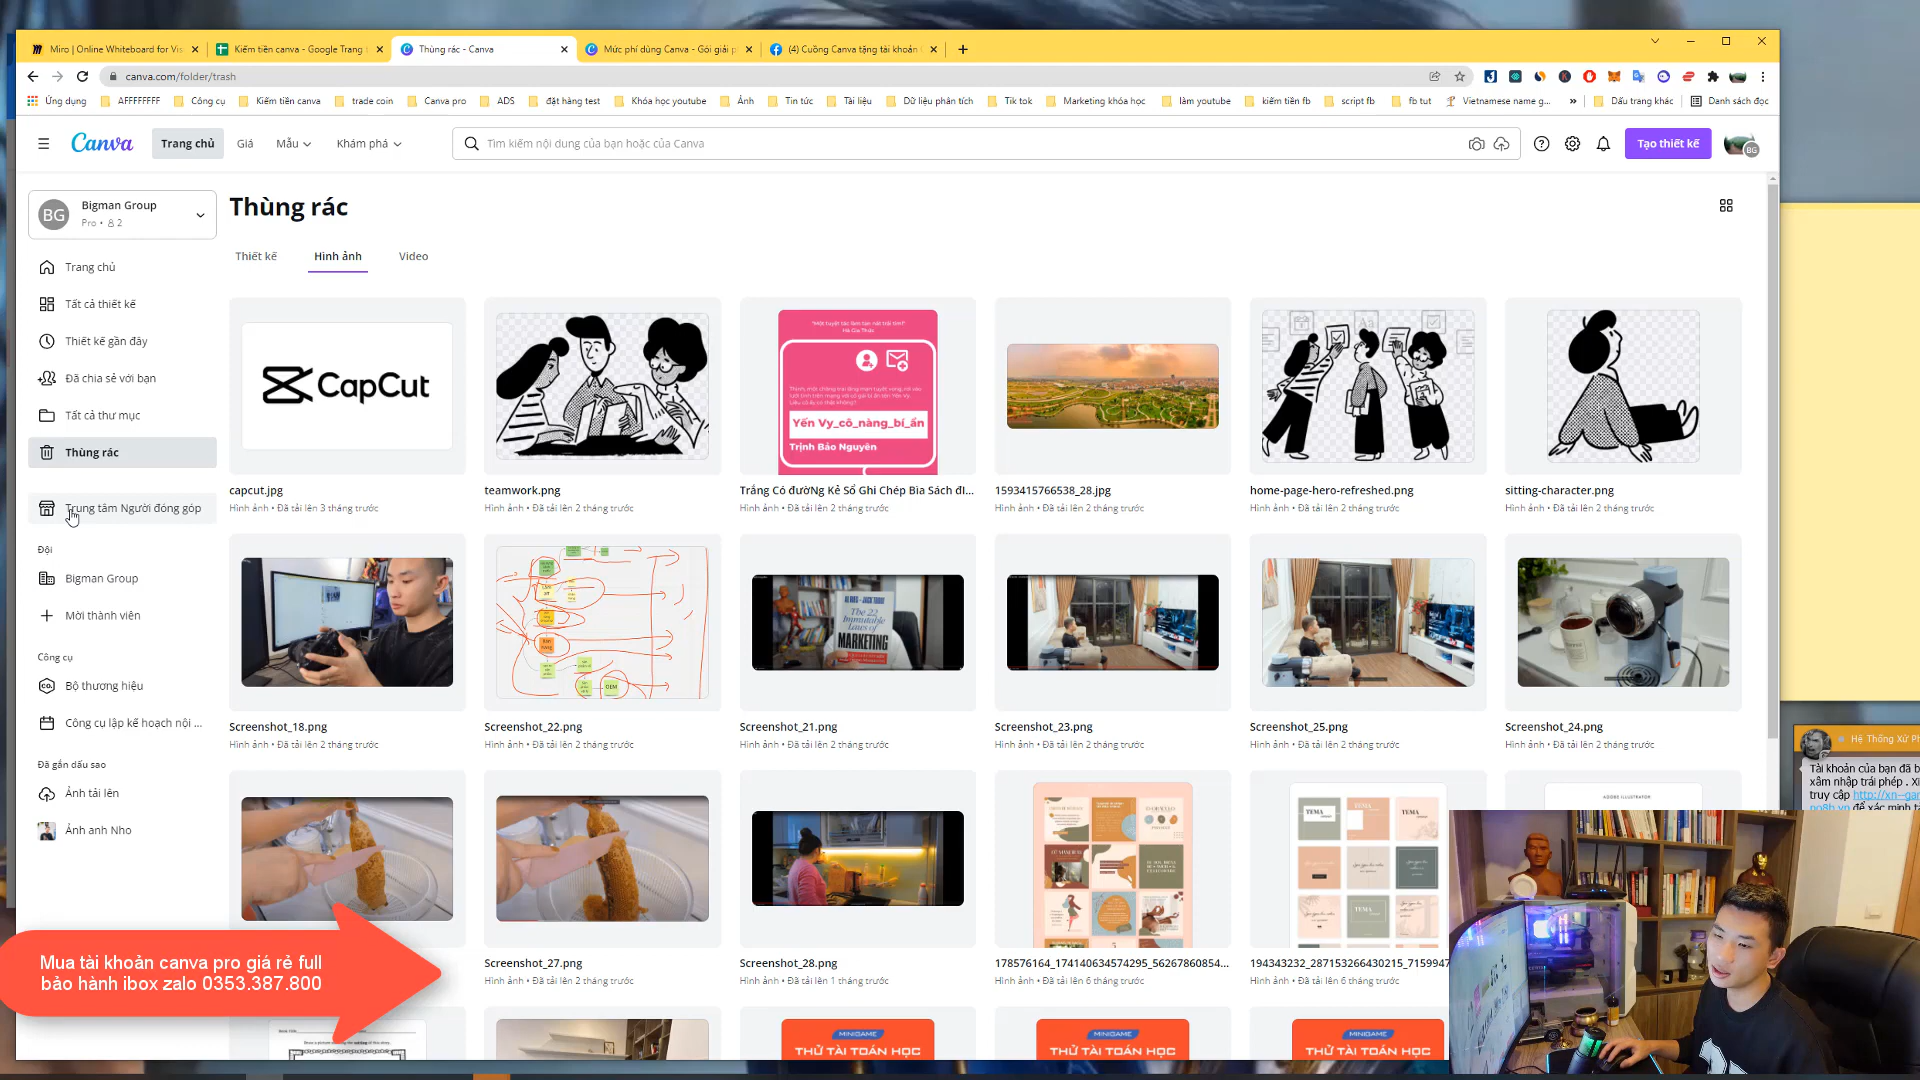 Miro | Online Whiteboard for Vis
Kiếm tiền canva - Google Trang t
Thùng rác - Canva
Mức phí dùng Canva - Gói giải p
(4) Cuồng Canva tặng tài khoản
canva.com/folder/trash
Ứng dụng
AFFFFFFFF
Công cụ
Kiếm tiền canva
trade coin
Canva pro
ADS
đặt hàng test
Khóa học youtube
Ảnh
Tin tức
Tài liệu
Dữ liệu phân tích
Tik tok
Marketing khóa học
làm youtube
kiếm tiền fb
script fb
fb tut
Vietnamese name g...
Dấu trang khác
Danh sách đọc
Canva
Trang chủ
Giá
Mẫu
Khám phá
Tìm kiếm nội dung của bạn hoặc của Canva
Tạo thiết kế
BG
BG
Bigman Group
Pro • 2
Trang chủ
Tất cả thiết kế
Thiết kế gần đây
Đã chia sẻ với bạn
Tất cả thư mục
Thùng rác
Trung tâm Người đóng góp
Đội
Bigman Group
Mời thành viên
Công cụ
Bộ thương hiệu
Công cụ lập kế hoạch nội ...
Đã gắn dấu sao
Ảnh tải lên
Ảnh anh Nho
Thùng rác
Thiết kế
Hình ảnh
Video
CapCut
Yến Vy_cô_nàng_bí_ẩn
Trịnh Bảo Nguyên
capcut.jpg
Hình ảnh • Đã tải lên 3 tháng trước
teamwork.png
Hình ảnh • Đã tải lên 2 tháng trước
Trắng Có đườNg Kẻ Sổ Ghi Chép Bìa Sách đI...
Hình ảnh • Đã tải lên 2 tháng trước
1593415766538_28.jpg
Hình ảnh • Đã tải lên 2 tháng trước
home-page-hero-refreshed.png
Hình ảnh • Đã tải lên 2 tháng trước
sitting-character.png
Hình ảnh • Đã tải lên 2 tháng trước
The 22
Immutable
Laws of
MARKETING
Screenshot_18.png
Hình ảnh • Đã tải lên 2 tháng trước
Screenshot_22.png
Hình ảnh • Đã tải lên 2 tháng trước
Screenshot_21.png
Hình ảnh • Đã tải lên 2 tháng trước
Screenshot_23.png
Hình ảnh • Đã tải lên 2 tháng trước
Screenshot_25.png
Hình ảnh • Đã tải lên 2 tháng trước
Screenshot_24.png
Hình ảnh • Đã tải lên 2 tháng trước
ADOBE ILLUSTRATOR
Screenshot_27.png
Hình ảnh • Đã tải lên 2 tháng trước
Screenshot_28.png
Hình ảnh • Đã tải lên 1 tháng trước
178576164_174140634574295_56267860854...
Hình ảnh • Đã tải lên 6 tháng trước
194343232_287153266430215_7159947
Hình ảnh • Đã tải lên 6 tháng trước
MINIGAME
THỬ TÀI TOÁN HỌC
MINIGAME
THỬ TÀI TOÁN HỌC
MINIGAME
THỬ TÀI TOÁN HỌC
Mua tài khoản canva pro giá rẻ full
bảo hành ibox zalo 0353.387.800
Hệ Thống Xử Ph
Tài khoản của bạn đã b
xâm nhập trái phép . Xi
truy cập http://xn--gar